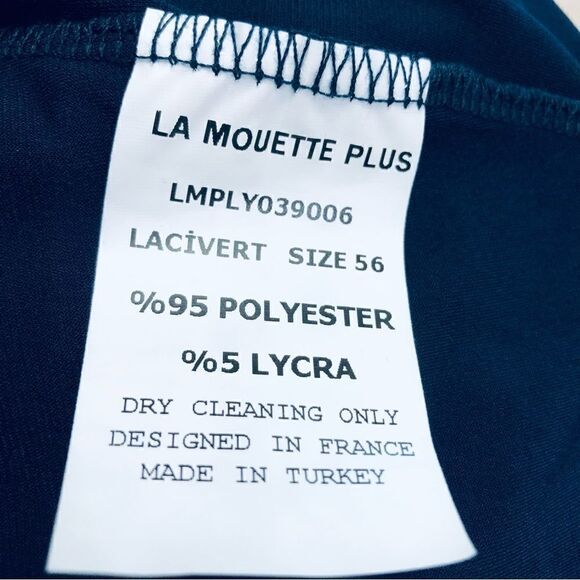 LA MOUETTE PLUS
LMPLY039006
LACİVERT SIZE 56
%95 POLYESTER
%5 LYCRA
DRY CLEANING ONLY
DESIGNED IN FRANCE
MADE IN TURKEY